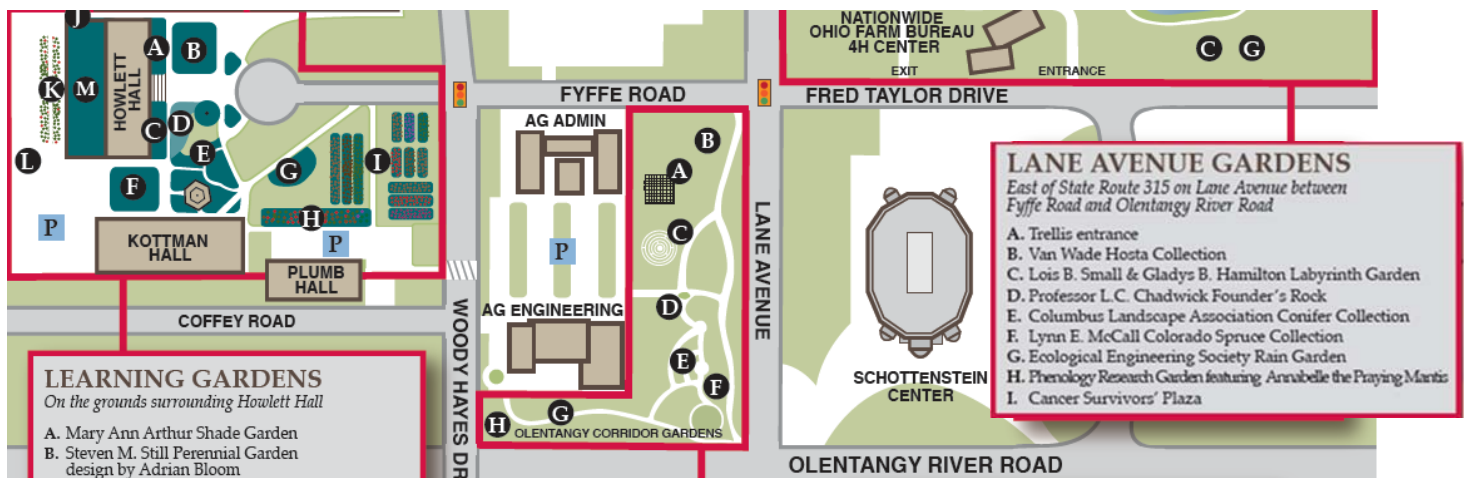 J
A
B
K
M
HOWLETT
HALL
C
D
E
L
F
G
I
H
P
P
KOTTMAN
HALL
PLUMB
HALL
COFFEY ROAD
LEARNING GARDENS
On the grounds surrounding Howlett Hall
A. Mary Ann Arthur Shade Garden
B. Steven M. Still Perennial Garden
design by Adrian Bloom
WOODY HAYES DR
FYFFE ROAD
AG ADMIN
P
AG ENGINEERING
B
A
C
D
E
F
G
H
OLENTANGY CORRIDOR GARDENS
LANE AVENUE
NATIONWIDE
OHIO FARM BUREAU
4H CENTER
EXIT
ENTRANCE
C
G
FRED TAYLOR DRIVE
SCHOTTENSTEIN
CENTER
OLENTANGY RIVER ROAD
LANE AVENUE GARDENS
East of State Route 315 on Lane Avenue between
Fyffe Road and Olentangy River Road
A. Trellis entrance
B. Van Wade Hosta Collection
C. Lois B. Small & Gladys B. Hamilton Labyrinth Garden
D. Professor L.C. Chadwick Founder's Rock
E. Columbus Landscape Association Conifer Collection
F. Lynn E. McCall Colorado Spruce Collection
G. Ecological Engineering Society Rain Garden
H. Phenology Research Garden featuring Annabelle the Praying Mantis
I. Cancer Survivors' Plaza